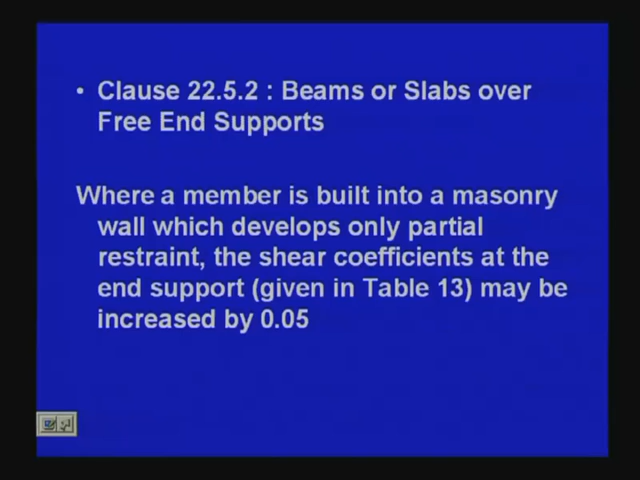 • Clause 22.5.2 : Beams or Slabs over
Free End Supports
Where a member is built into a masonry
wall which develops only partial
restraint, the shear coefficients at the
end support (given in Table 13) may be
increased by 0.05